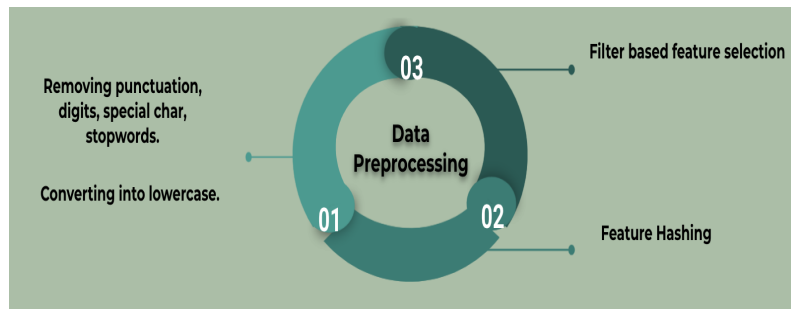 Removing punctuation,
digits, special char,
stopwords.
Converting into lowercase.
01
Data
Preprocessing
03
Filter based feature selection
02
Feature Hashing